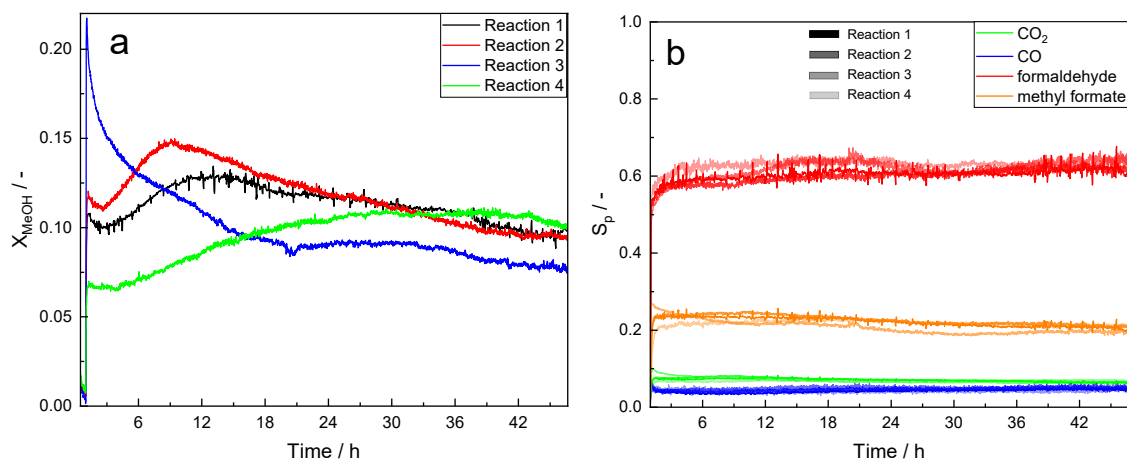 a
Reaction 1
Reaction 2
Reaction 3
Reaction 4
0.20
0.15
0.10
0.05
0.00
X_MeOH / -
6 12 18 24 30 36 42
Time / h
b
Reaction 1
Reaction 2
Reaction 3
Reaction 4
CO₂
CO
formaldehyde
methyl formate
1.0
0.8
0.6
0.4
0.2
0.0
S_p / -
6 12 18 24 30 36 42
Time / h